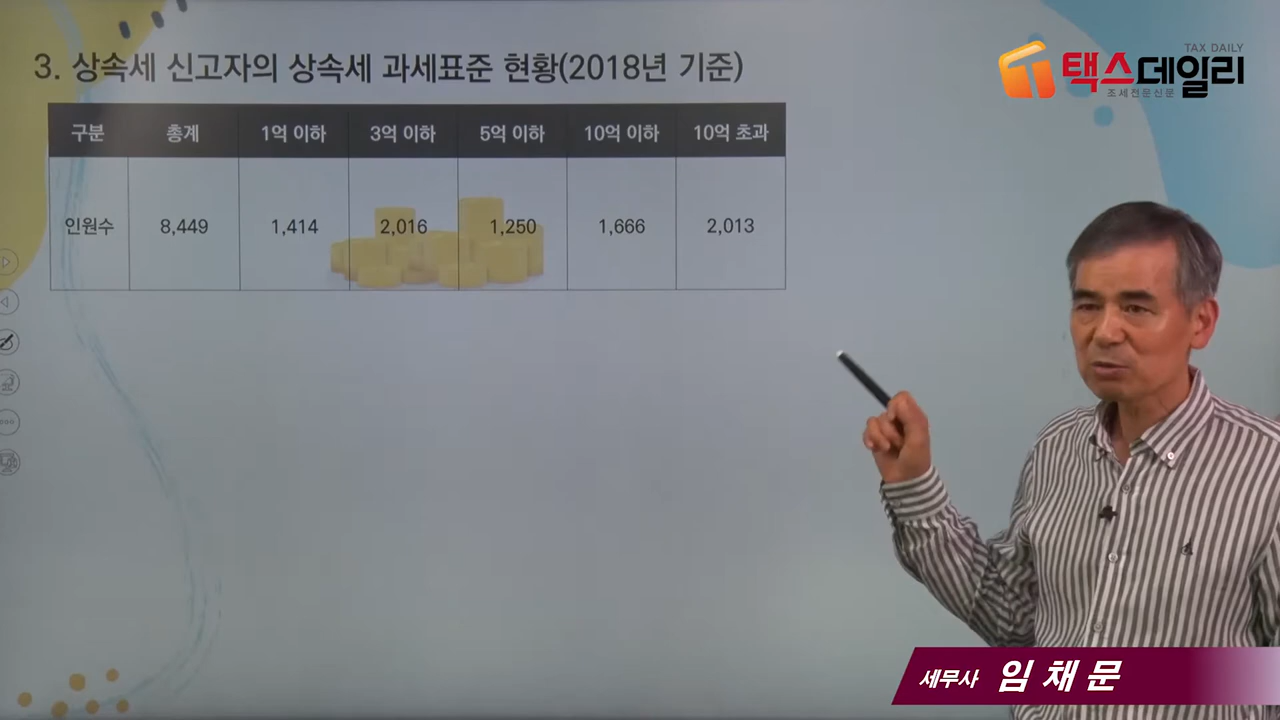 3. 상속세 신고자의 상속세 과세표준 현황(2018년 기준)
TAX DAILY
택스데일리
조세전문신문
구분 총계 1억 이하 3억 이하 5억 이하 10억 이하 10억 초과
인원수 8,449 1,414 2,016 1,250 1,666 2,013
세무사 임채문